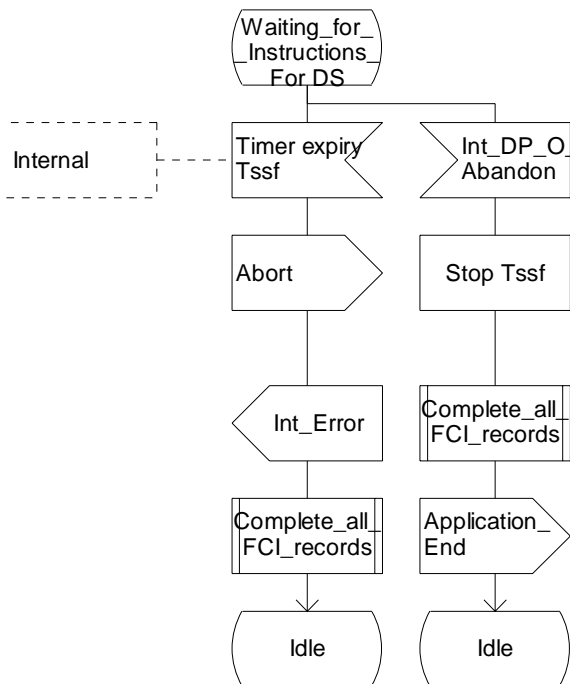 Waiting_for_
_Instructions_
For DS
Internal
Timer expiry
Tssf
Int_DP_O_
Abandon
Abort
Stop Tssf
Int_Error
Complete_all_
FCI_records
Complete_all_
FCI_records
Application_
End
Idle
Idle